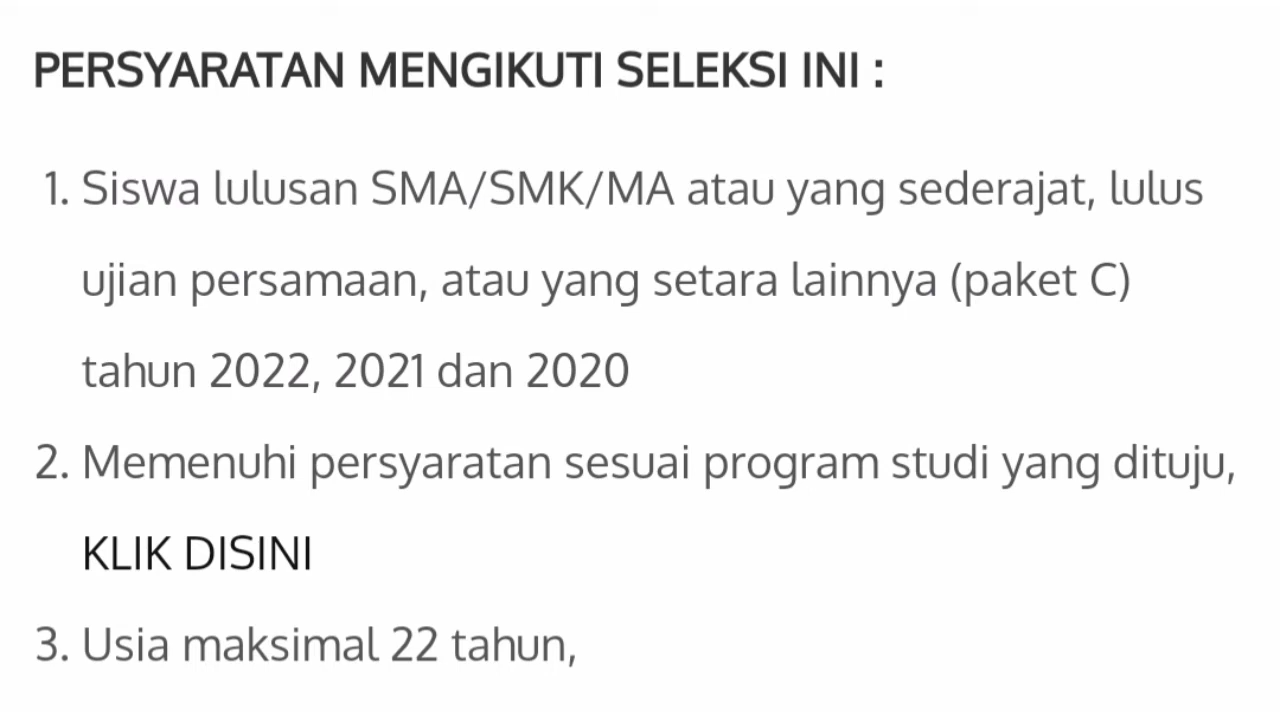 PERSYARATAN MENGIKUTI SELEKSI INI :
1. Siswa lulusan SMA/SMK/MA atau yang sederajat, lulus
ujian persamaan, atau yang setara lainnya (paket C)
tahun 2022, 2021 dan 2020
2. Memenuhi persyaratan sesuai program studi yang dituju,
KLIK DISINI
3. Usia maksimal 22 tahun,